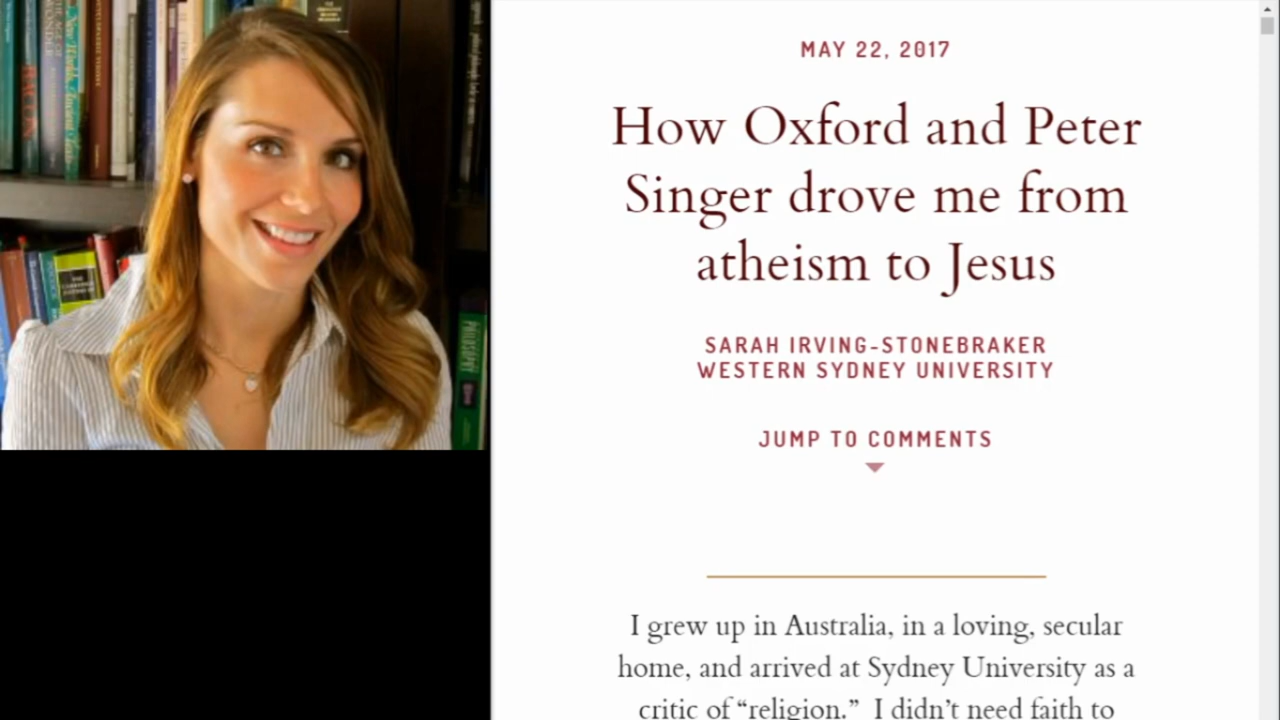 MAY 22, 2017
How Oxford and Peter
Singer drove me from
atheism to Jesus
SARAH IRVING-STONEBRAKER
WESTERN SYDNEY UNIVERSITY
JUMP TO COMMENTS
I grew up in Australia, in a loving, secular
home, and arrived at Sydney University as a
critic of “religion.” I didn’t need faith to
BACON
PHILOSOPHY